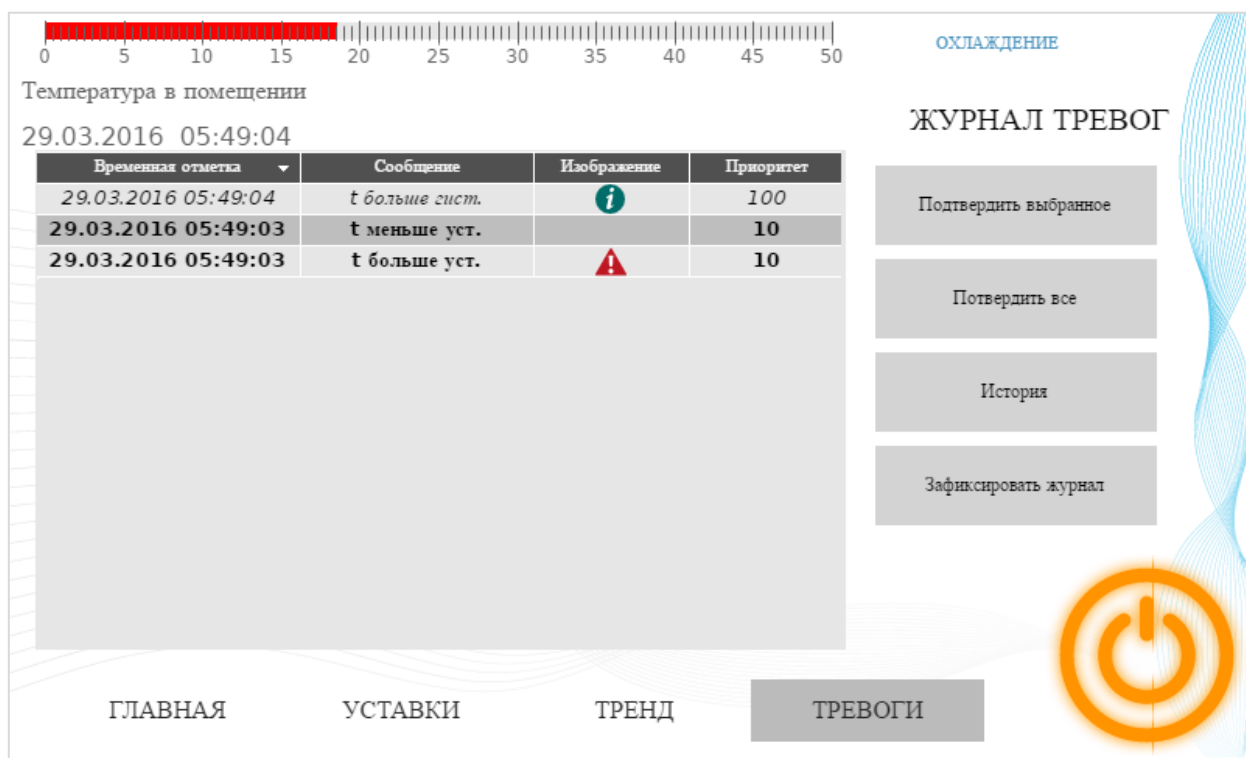 0 5 10 15 20 25 30 35 40 45 50
ОХЛАЖДЕНИЕ
Температура в помещении
ЖУРНАЛ ТРЕВОГ
29.03.2016 05:49:04
Временная отметка Сообщение Изображение Приоритет
29.03.2016 05:49:04 t больше гист. i 100
29.03.2016 05:49:03 t меньше уст. 10
29.03.2016 05:49:03 t больше уст. ! 10
Подтвердить выбранное
Потвердить все
История
Зафиксировать журнал
ГЛАВНАЯ УСТАВКИ ТРЕНД ТРЕВОГИ